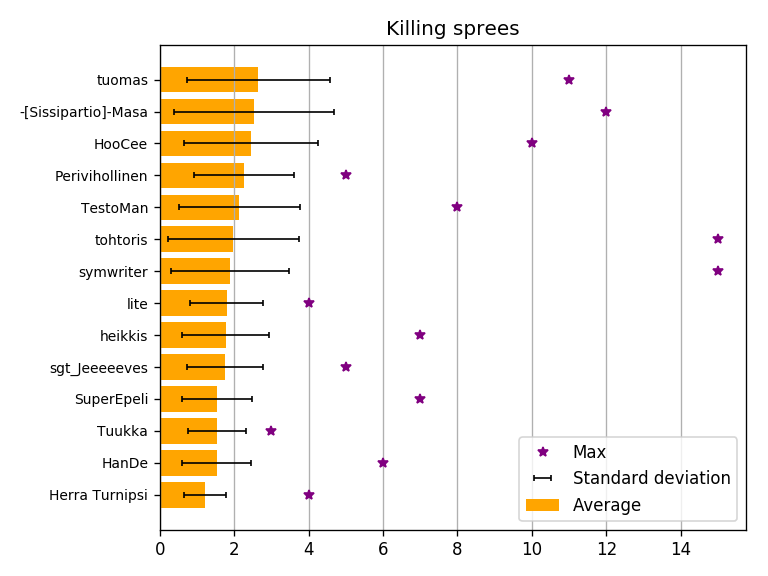 Killing sprees
tuomas
-[Sissipartio]-Masa
HooCee
Perivihollinen
TestoMan
tohtoris
symwriter
lite
heikkis
sgt_Jeeeeeves
SuperEpeli
Tuukka
HanDe
Herra Turnipsi
Max
Standard deviation
Average
0 2 4 6 8 10 12 14